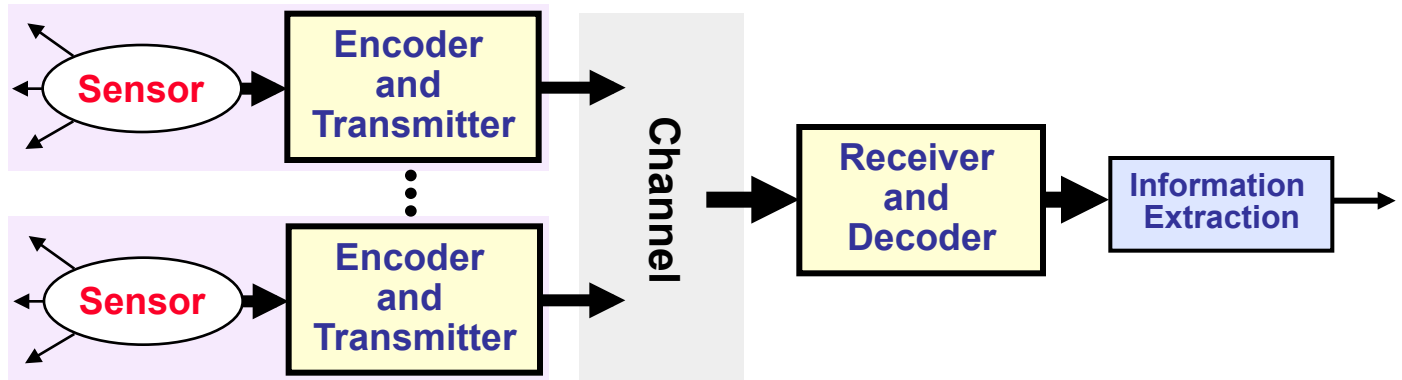 Sensor
Encoder
and
Transmitter
Sensor
Encoder
and
Transmitter
Channel
Receiver
and
Decoder
Information
Extraction